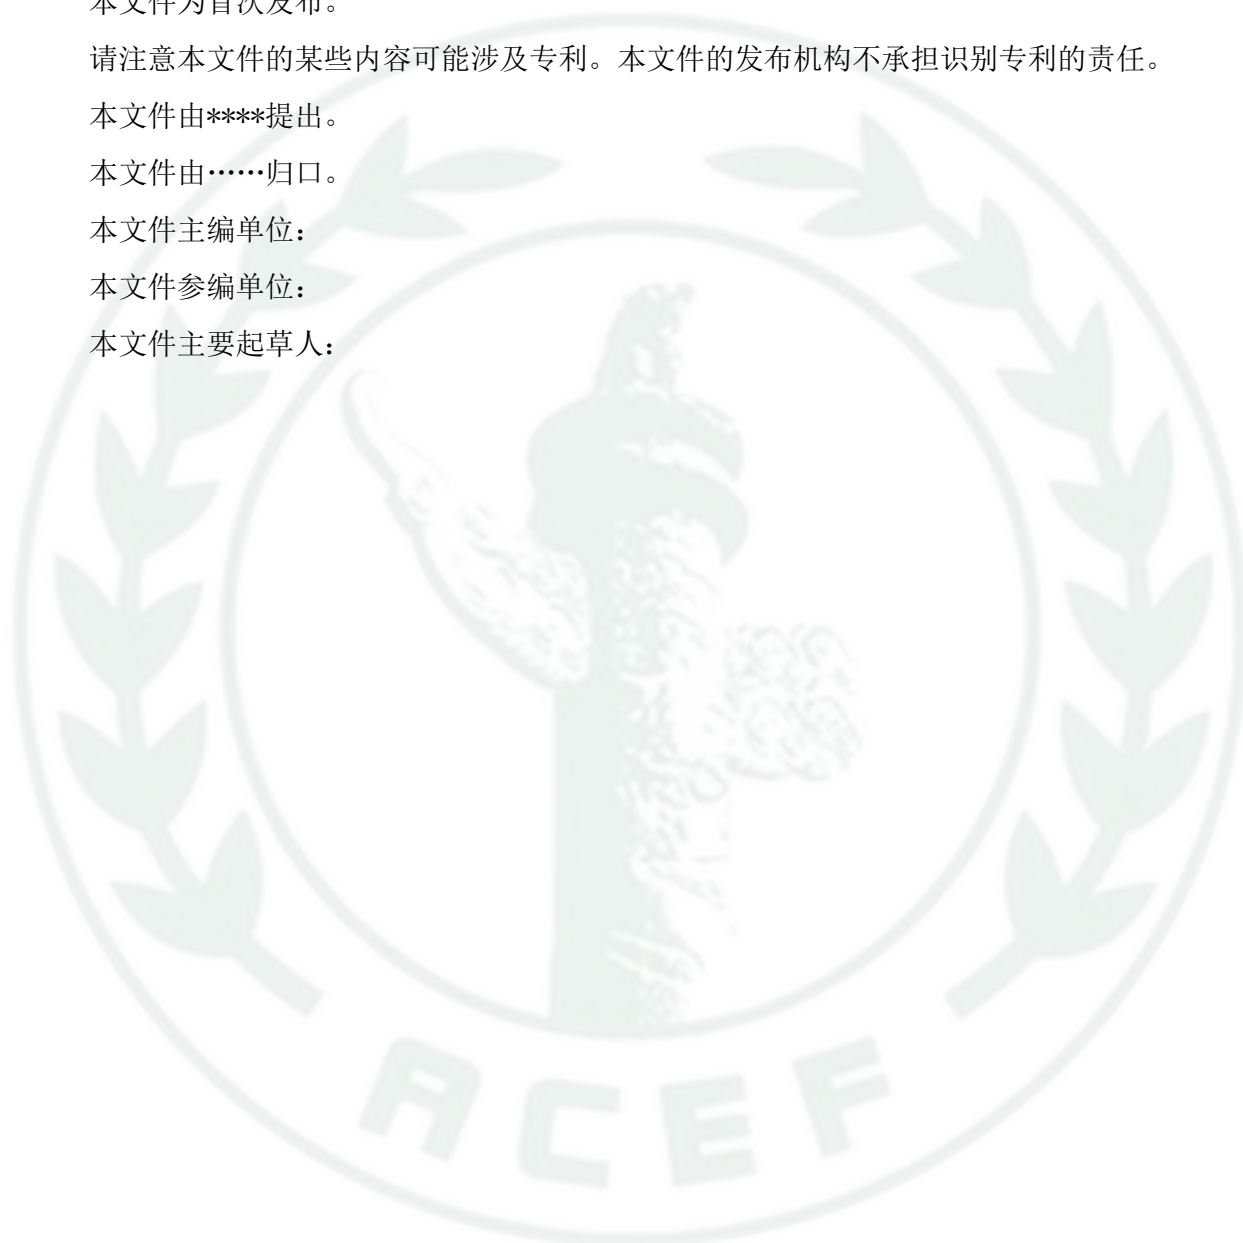 本文件为首次发布。
请注意本文件的某些内容可能涉及专利。本文件的发布机构不承担识别专利的责任。
本文件由****提出。
本文件由……归口。
本文件主编单位：
本文件参编单位：
本文件主要起草人：
ACEF